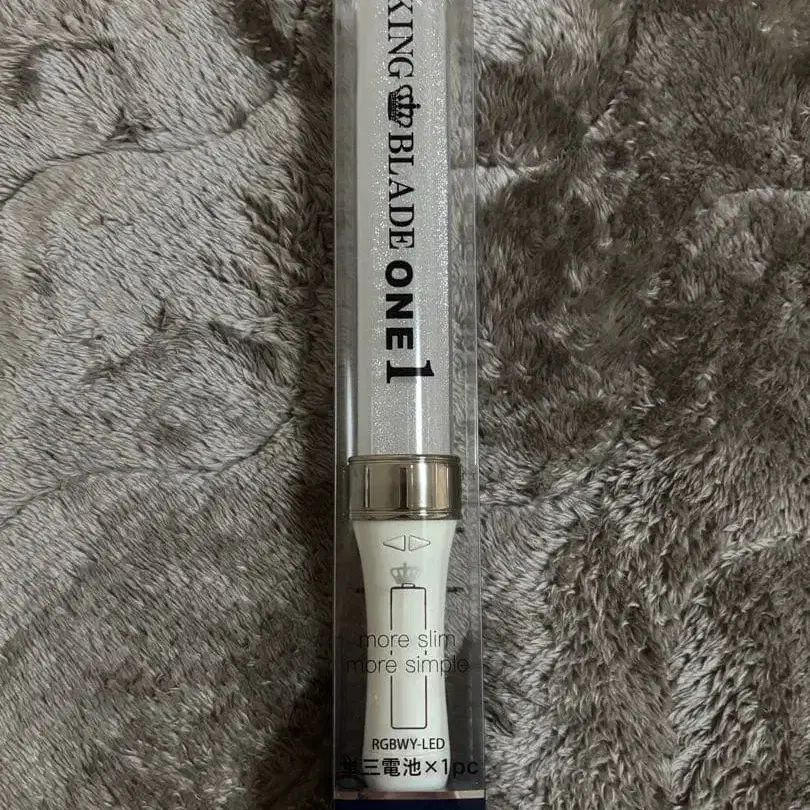 KING BLADE ONE 1
more slim
more simple
RGBWY-LED
単三電池×1pc